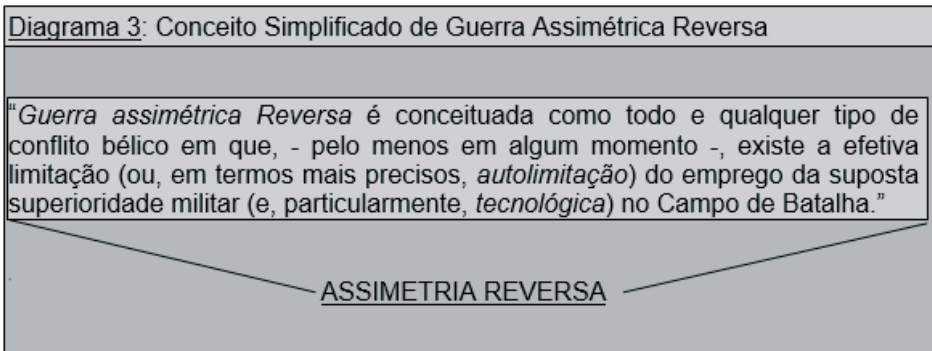 Diagrama 3: Conceito Simplificado de Guerra Assimétrica Reversa
“Guerra assimétrica Reversa é conceituada como todo e qualquer tipo de
conflito bélico em que, - pelo menos em algum momento -, existe a efetiva
limitação (ou, em termos mais precisos, autolimitação) do emprego da suposta
superioridade militar (e, particularmente, tecnológica) no Campo de Batalha.”
ASSIMETRIA REVERSA